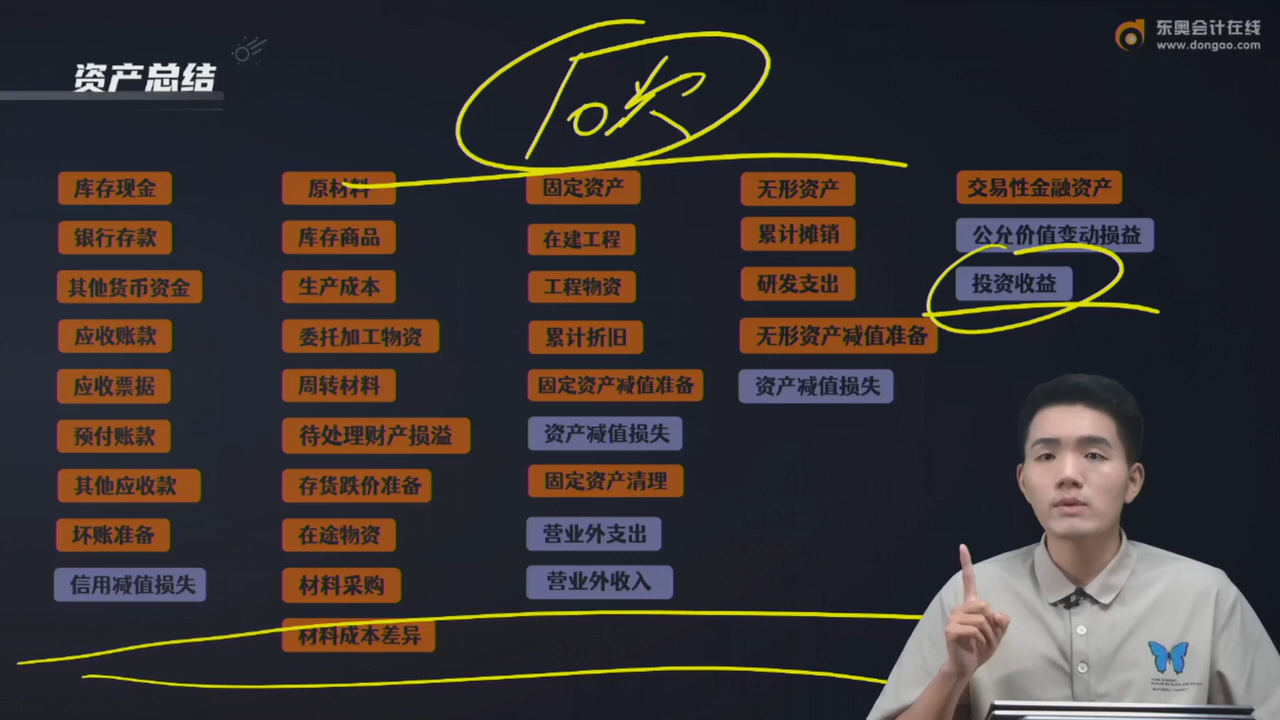 资产总结
东奥会计在线
www.dongao.com
10次
库存现金
银行存款
其他货币资金
应收账款
应收票据
预付账款
其他应收款
坏账准备
信用减值损失
原材料
库存商品
生产成本
委托加工物资
周转材料
待处理财产损溢
存货跌价准备
在途物资
材料采购
材料成本差异
固定资产
在建工程
工程物资
累计折旧
固定资产减值准备
资产减值损失
固定资产清理
营业外支出
营业外收入
无形资产
累计摊销
研发支出
无形资产减值准备
资产减值损失
交易性金融资产
公允价值变动损益
投资收益